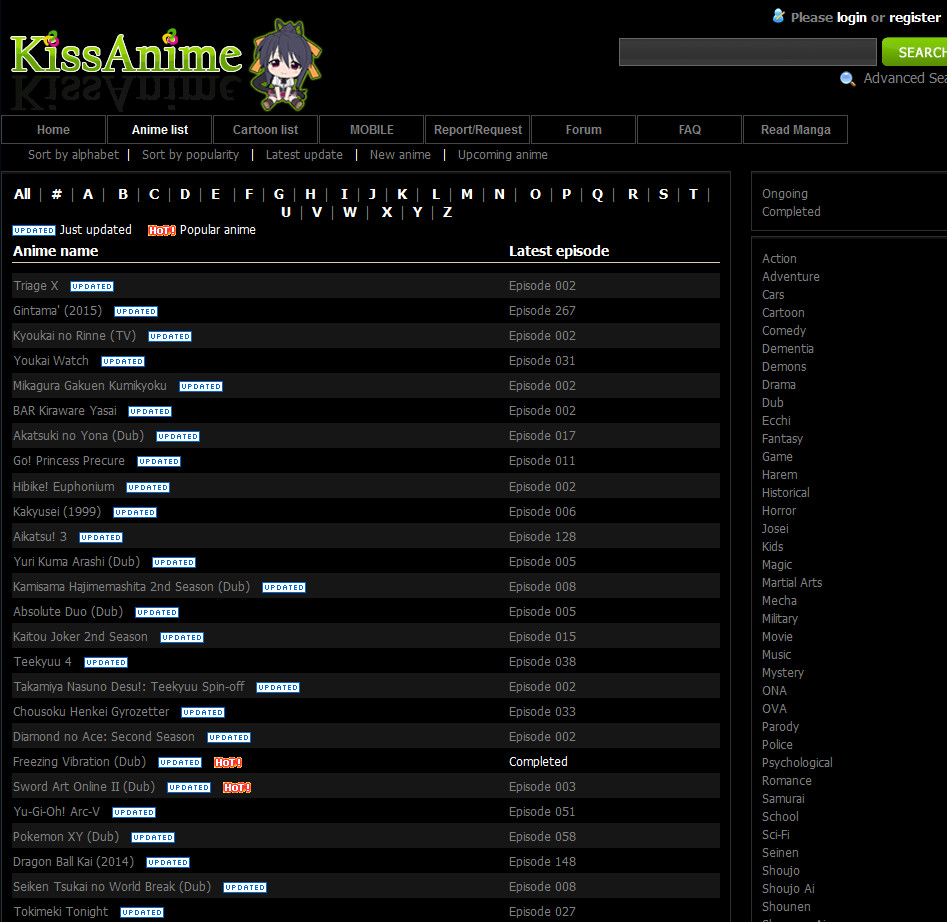 Please login or register
KissAnime
SEARCH
Advanced Sea
Home Anime list Cartoon list MOBILE Report/Request Forum FAQ Read Manga
Sort by alphabet | Sort by popularity | Latest update | New anime | Upcoming anime
All | # | A | B | C | D | E | F | G | H | I | J | K | L | M | N | O | P | Q | R | S | T |
U | V | W | X | Y | Z
UPDATED Just updated HOT! Popular anime
Anime name Latest episode
Triage X UPDATED Episode 002
Gintama' (2015) UPDATED Episode 267
Kyoukai no Rinne (TV) UPDATED Episode 002
Youkai Watch UPDATED Episode 031
Mikagura Gakuen Kumikyoku UPDATED Episode 002
BAR Kiraware Yasai UPDATED Episode 002
Akatsuki no Yona (Dub) UPDATED Episode 017
Go! Princess Precure UPDATED Episode 011
Hibike! Euphonium UPDATED Episode 002
Kakyusei (1999) UPDATED Episode 006
Aikatsu! 3 UPDATED Episode 128
Yuri Kuma Arashi (Dub) UPDATED Episode 005
Kamisama Hajimemashita 2nd Season (Dub) UPDATED Episode 008
Absolute Duo (Dub) UPDATED Episode 005
Kaitou Joker 2nd Season UPDATED Episode 015
Teekyuu 4 UPDATED Episode 038
Takamiya Nasuno Desu!: Teekyuu Spin-off UPDATED Episode 002
Chousoku Henkei Gyrozetter UPDATED Episode 033
Diamond no Ace: Second Season UPDATED Episode 002
Freezing Vibration (Dub) UPDATED HOT! Completed
Sword Art Online II (Dub) UPDATED HOT! Episode 003
Yu-Gi-Oh! Arc-V UPDATED Episode 051
Pokemon XY (Dub) UPDATED Episode 058
Dragon Ball Kai (2014) UPDATED Episode 148
Seiken Tsukai no World Break (Dub) UPDATED Episode 008
Tokimeki Tonight UPDATED Episode 027
Ongoing
Completed
Action
Adventure
Cars
Cartoon
Comedy
Dementia
Demons
Drama
Dub
Ecchi
Fantasy
Game
Harem
Historical
Horror
Josei
Kids
Magic
Martial Arts
Mecha
Military
Movie
Music
Mystery
ONA
OVA
Parody
Police
Psychological
Romance
Samurai
School
Sci-Fi
Seinen
Shoujo
Shoujo Ai
Shounen